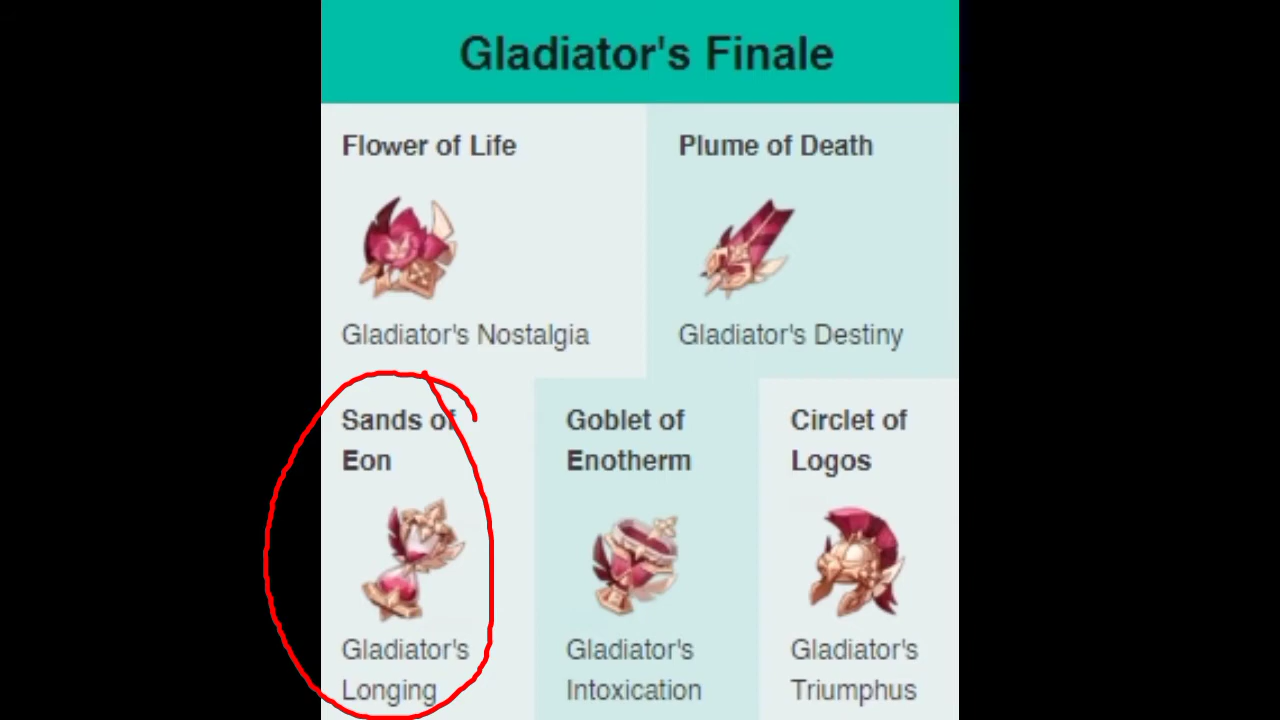 Gladiator's Finale
Flower of Life
Plume of Death
Gladiator's Nostalgia
Gladiator's Destiny
Sands of
Eon
Goblet of
Enotherm
Circlet of
Logos
Gladiator's
Longing
Gladiator's
Intoxication
Gladiator's
Triumphus